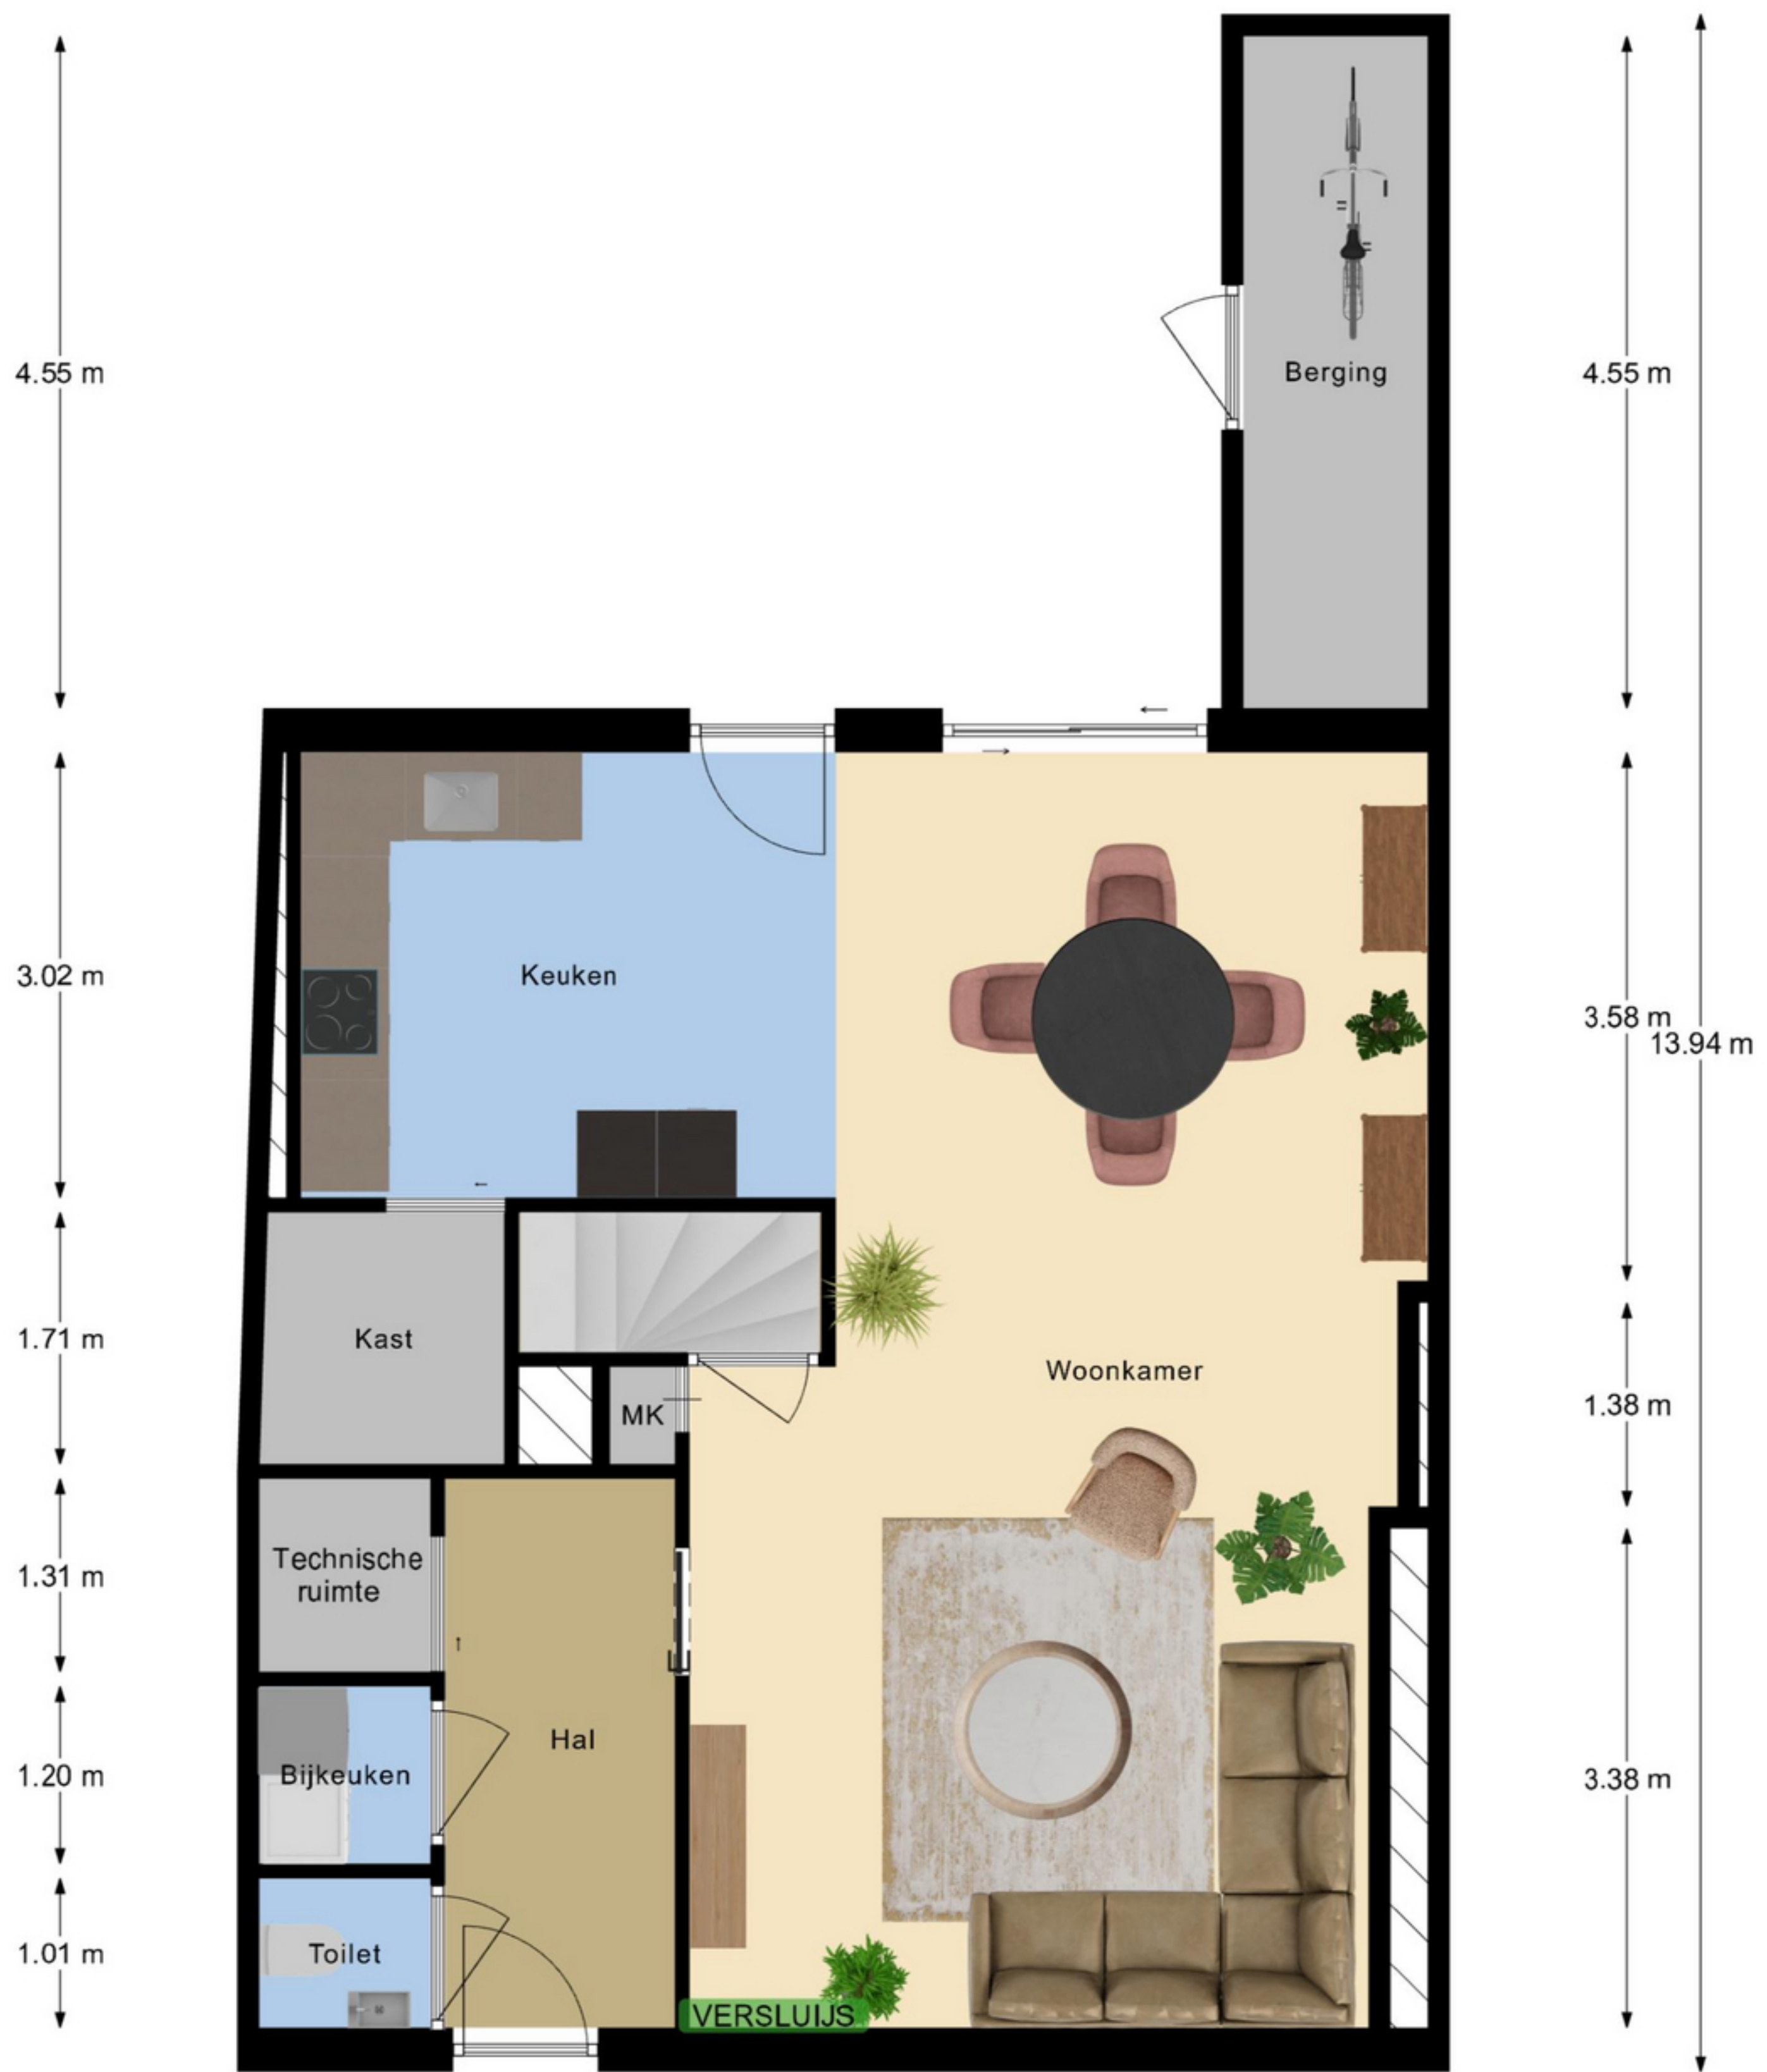 4.55 m
Berging
4.55 m
3.02 m
Keuken
3.58 m
13.94 m
1.71 m
Kast
Woonkamer
1.38 m
MK
Technische
ruimte
1.31 m
Hal
Bijkeuken
1.20 m
3.38 m
Toilet
1.01 m
VERSLUIJS